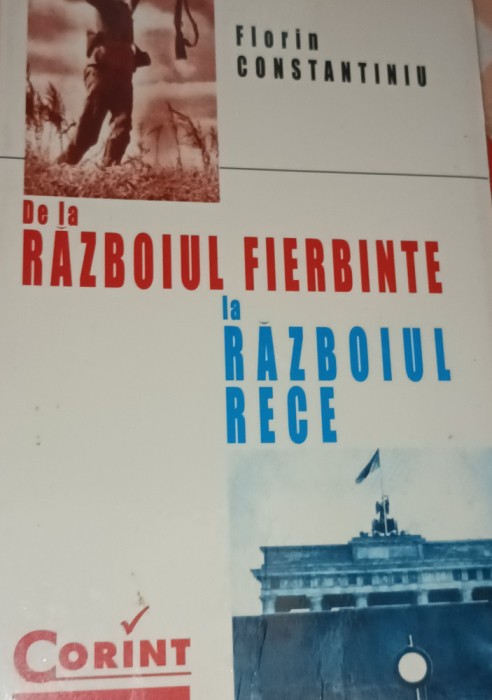 Florin
CONSTANTINIU
De la
RĂZBOIUL FIERBINTE
la
RĂZBOIUL
RECE
CORINT